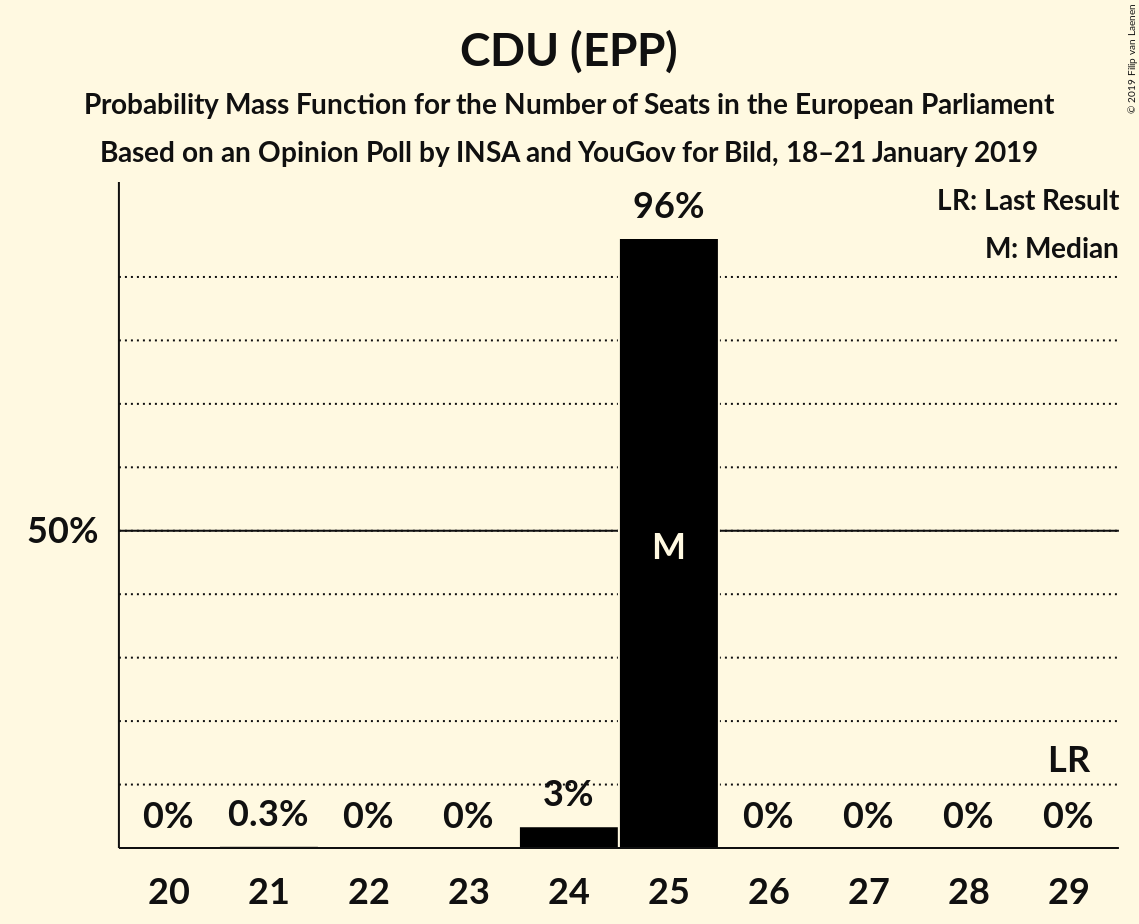 CDU (EPP)
Probability Mass Function for the Number of Seats in the European Parliament
Based on an Opinion Poll by INSA and YouGov for Bild, 18–21 January 2019
© 2019 Filip van Laenen
LR: Last Result
M: Median
96%
50%
M
LR
0% 0.3% 0% 0% 3% 0% 0% 0% 0%
20 21 22 23 24 25 26 27 28 29